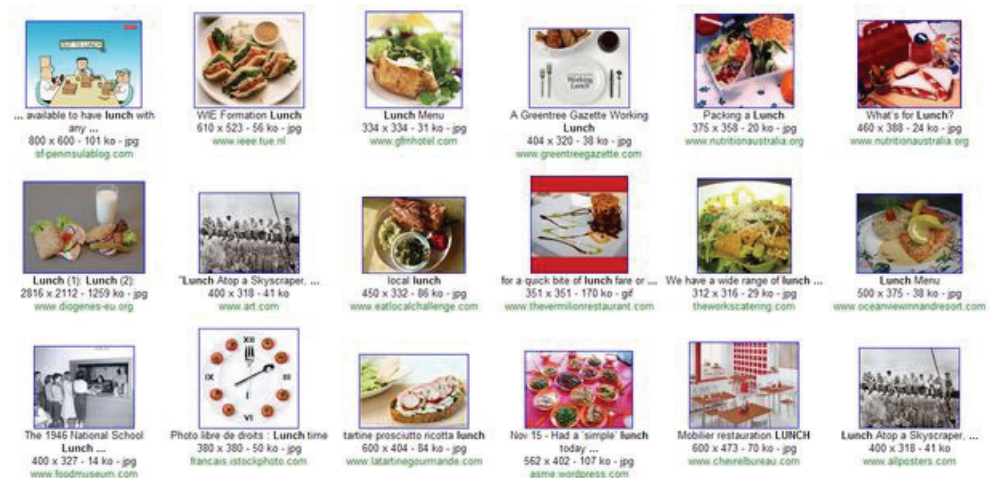 OUT TO LUNCH
... available to have lunch with
any ...
800 x 600 - 101 ko - jpg
sf-peninsulablog.com
WIE Formation Lunch
610 x 523 - 56 ko - jpg
www.ieee.tue.nl
Lunch Menu
334 x 334 - 31 ko - jpg
www.gfmhotel.com
Working
Lunch
A Greentree Gazette Working
Lunch
404 x 320 - 38 ko - jpg
www.greentreegazette.com
Packing a Lunch
375 x 358 - 20 ko - jpg
www.nutritionaustralia.org
What's for Lunch?
460 x 388 - 24 ko - jpg
www.nutritionaustralia.org
Lunch (1): Lunch (2):
2816 x 2112 - 1259 ko - jpg
www.diogenes-eu.org
"Lunch Atop a Skyscraper, ...
400 x 318 - 41 ko
www.art.com
local lunch
450 x 332 - 86 ko - jpg
www.eatlocalchallenge.com
for a quick bite of lunch fare or ...
351 x 351 - 170 ko - gif
www.thevermilionrestaurant.com
We have a wide range of lunch ...
312 x 316 - 29 ko - jpg
theworkscatering.com
Lunch Menu
500 x 375 - 38 ko - jpg
www.oceanviewinnandresort.com
The 1946 National School
Lunch ...
400 x 327 - 14 ko - jpg
www.foodmuseum.com
XII
III
VI
IX
Photo libre de droits : Lunch time
380 x 380 - 50 ko - jpg
francais.istockphoto.com
tartine prosciutto ricotta lunch
600 x 404 - 84 ko - jpg
www.latartinegourmande.com
Nov 15 - Had a 'simple' lunch
today ...
562 x 402 - 107 ko - jpg
asme.wordpress.com
Mobilier restauration LUNCH
600 x 473 - 70 ko - jpg
www.chevrelbureau.com
Lunch Atop a Skyscraper, ...
400 x 318 - 41 ko
www.allposters.com